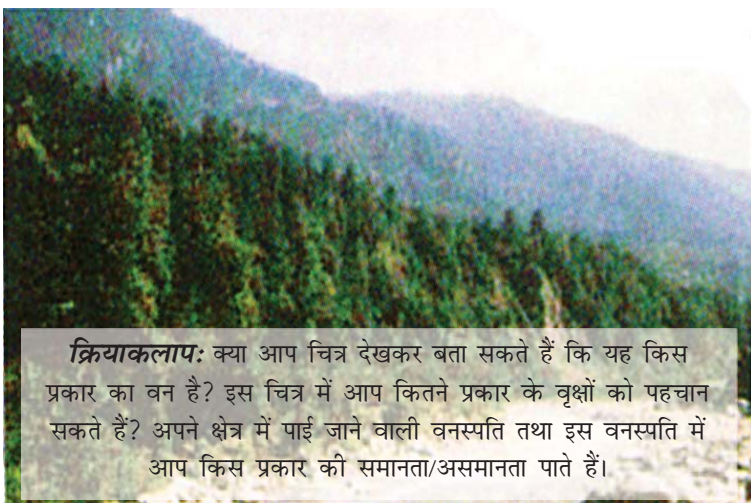 क्रियाकलाप: क्या आप चित्र देखकर बता सकते हैं कि यह किस
प्रकार का वन है? इस चित्र में आप कितने प्रकार के वृक्षों को पहचान
सकते हैं? अपने क्षेत्र में पाई जाने वाली वनस्पति तथा इस वनस्पति में
आप किस प्रकार की समानता/असमानता पाते हैं।